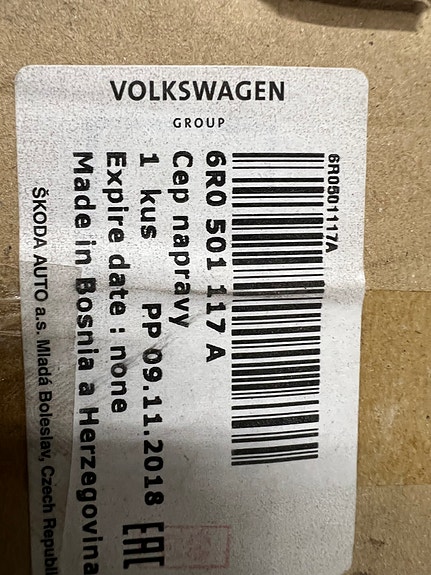 VOLKSWAGEN
GROUP
6R0501117A
6R0 501 117 A
Cep napravy
1 kus PP 09.11.2018
Expire date : none
Made in Bosnia a Herzegovina
ŠKODA AUTO a.s. Mladá Boleslav, Czech Republi
EAC